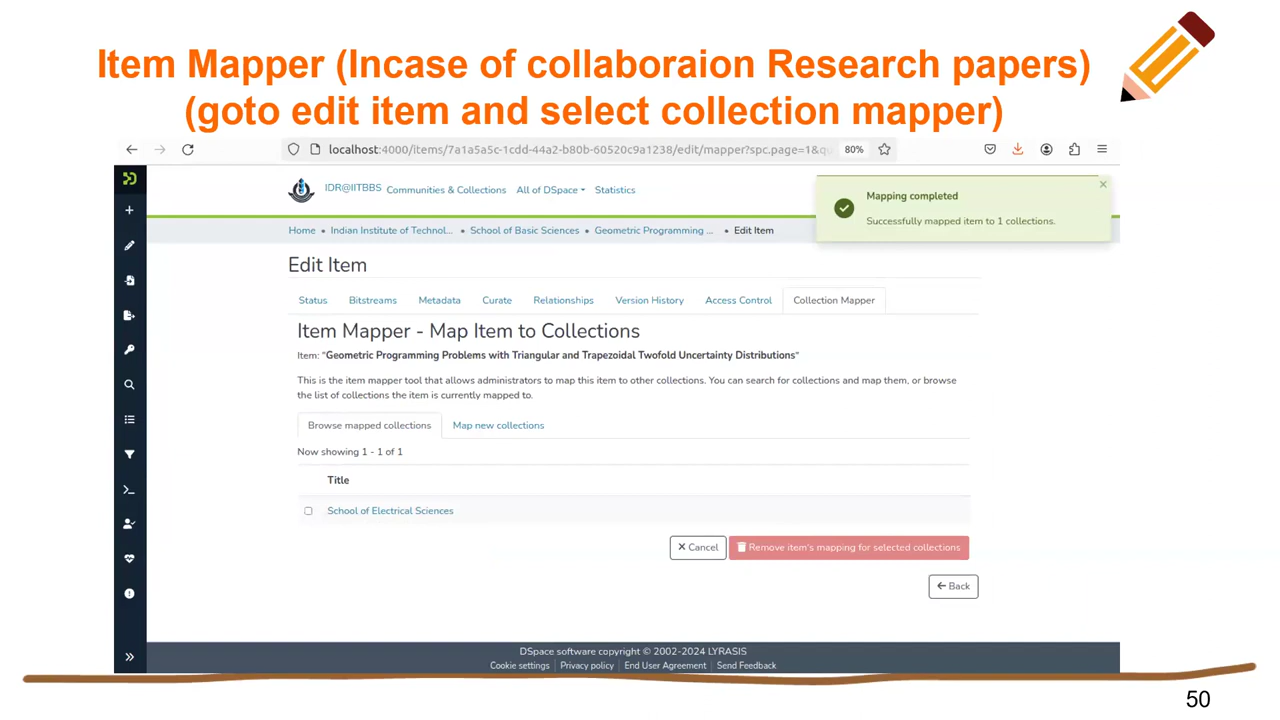 Item Mapper (Incase of collaboraion Research papers)
(goto edit item and select collection mapper)
localhost:4000/items/7a1a5a5c-1cdd-44a2-b80b-60520c9a1238/edit/mapper?spc.page=1&qu 80%
IDR@IITBBS Communities & Collections All of DSpace Statistics
Mapping completed
Successfully mapped item to 1 collections.
Home • Indian Institute of Technol... • School of Basic Sciences • Geometric Programming ... • Edit Item
Edit Item
Status Bitstreams Metadata Curate Relationships Version History Access Control Collection Mapper
Item Mapper - Map Item to Collections
Item: "Geometric Programming Problems with Triangular and Trapezoidal Twofold Uncertainty Distributions"
This is the item mapper tool that allows administrators to map this item to other collections. You can search for collections and map them, or browse
the list of collections the item is currently mapped to.
Browse mapped collections Map new collections
Now showing 1 - 1 of 1
Title
School of Electrical Sciences
Cancel Remove item's mapping for selected collections
Back
DSpace software copyright © 2002-2024 LYRASIS
Cookie settings Privacy policy End User Agreement Send Feedback
50